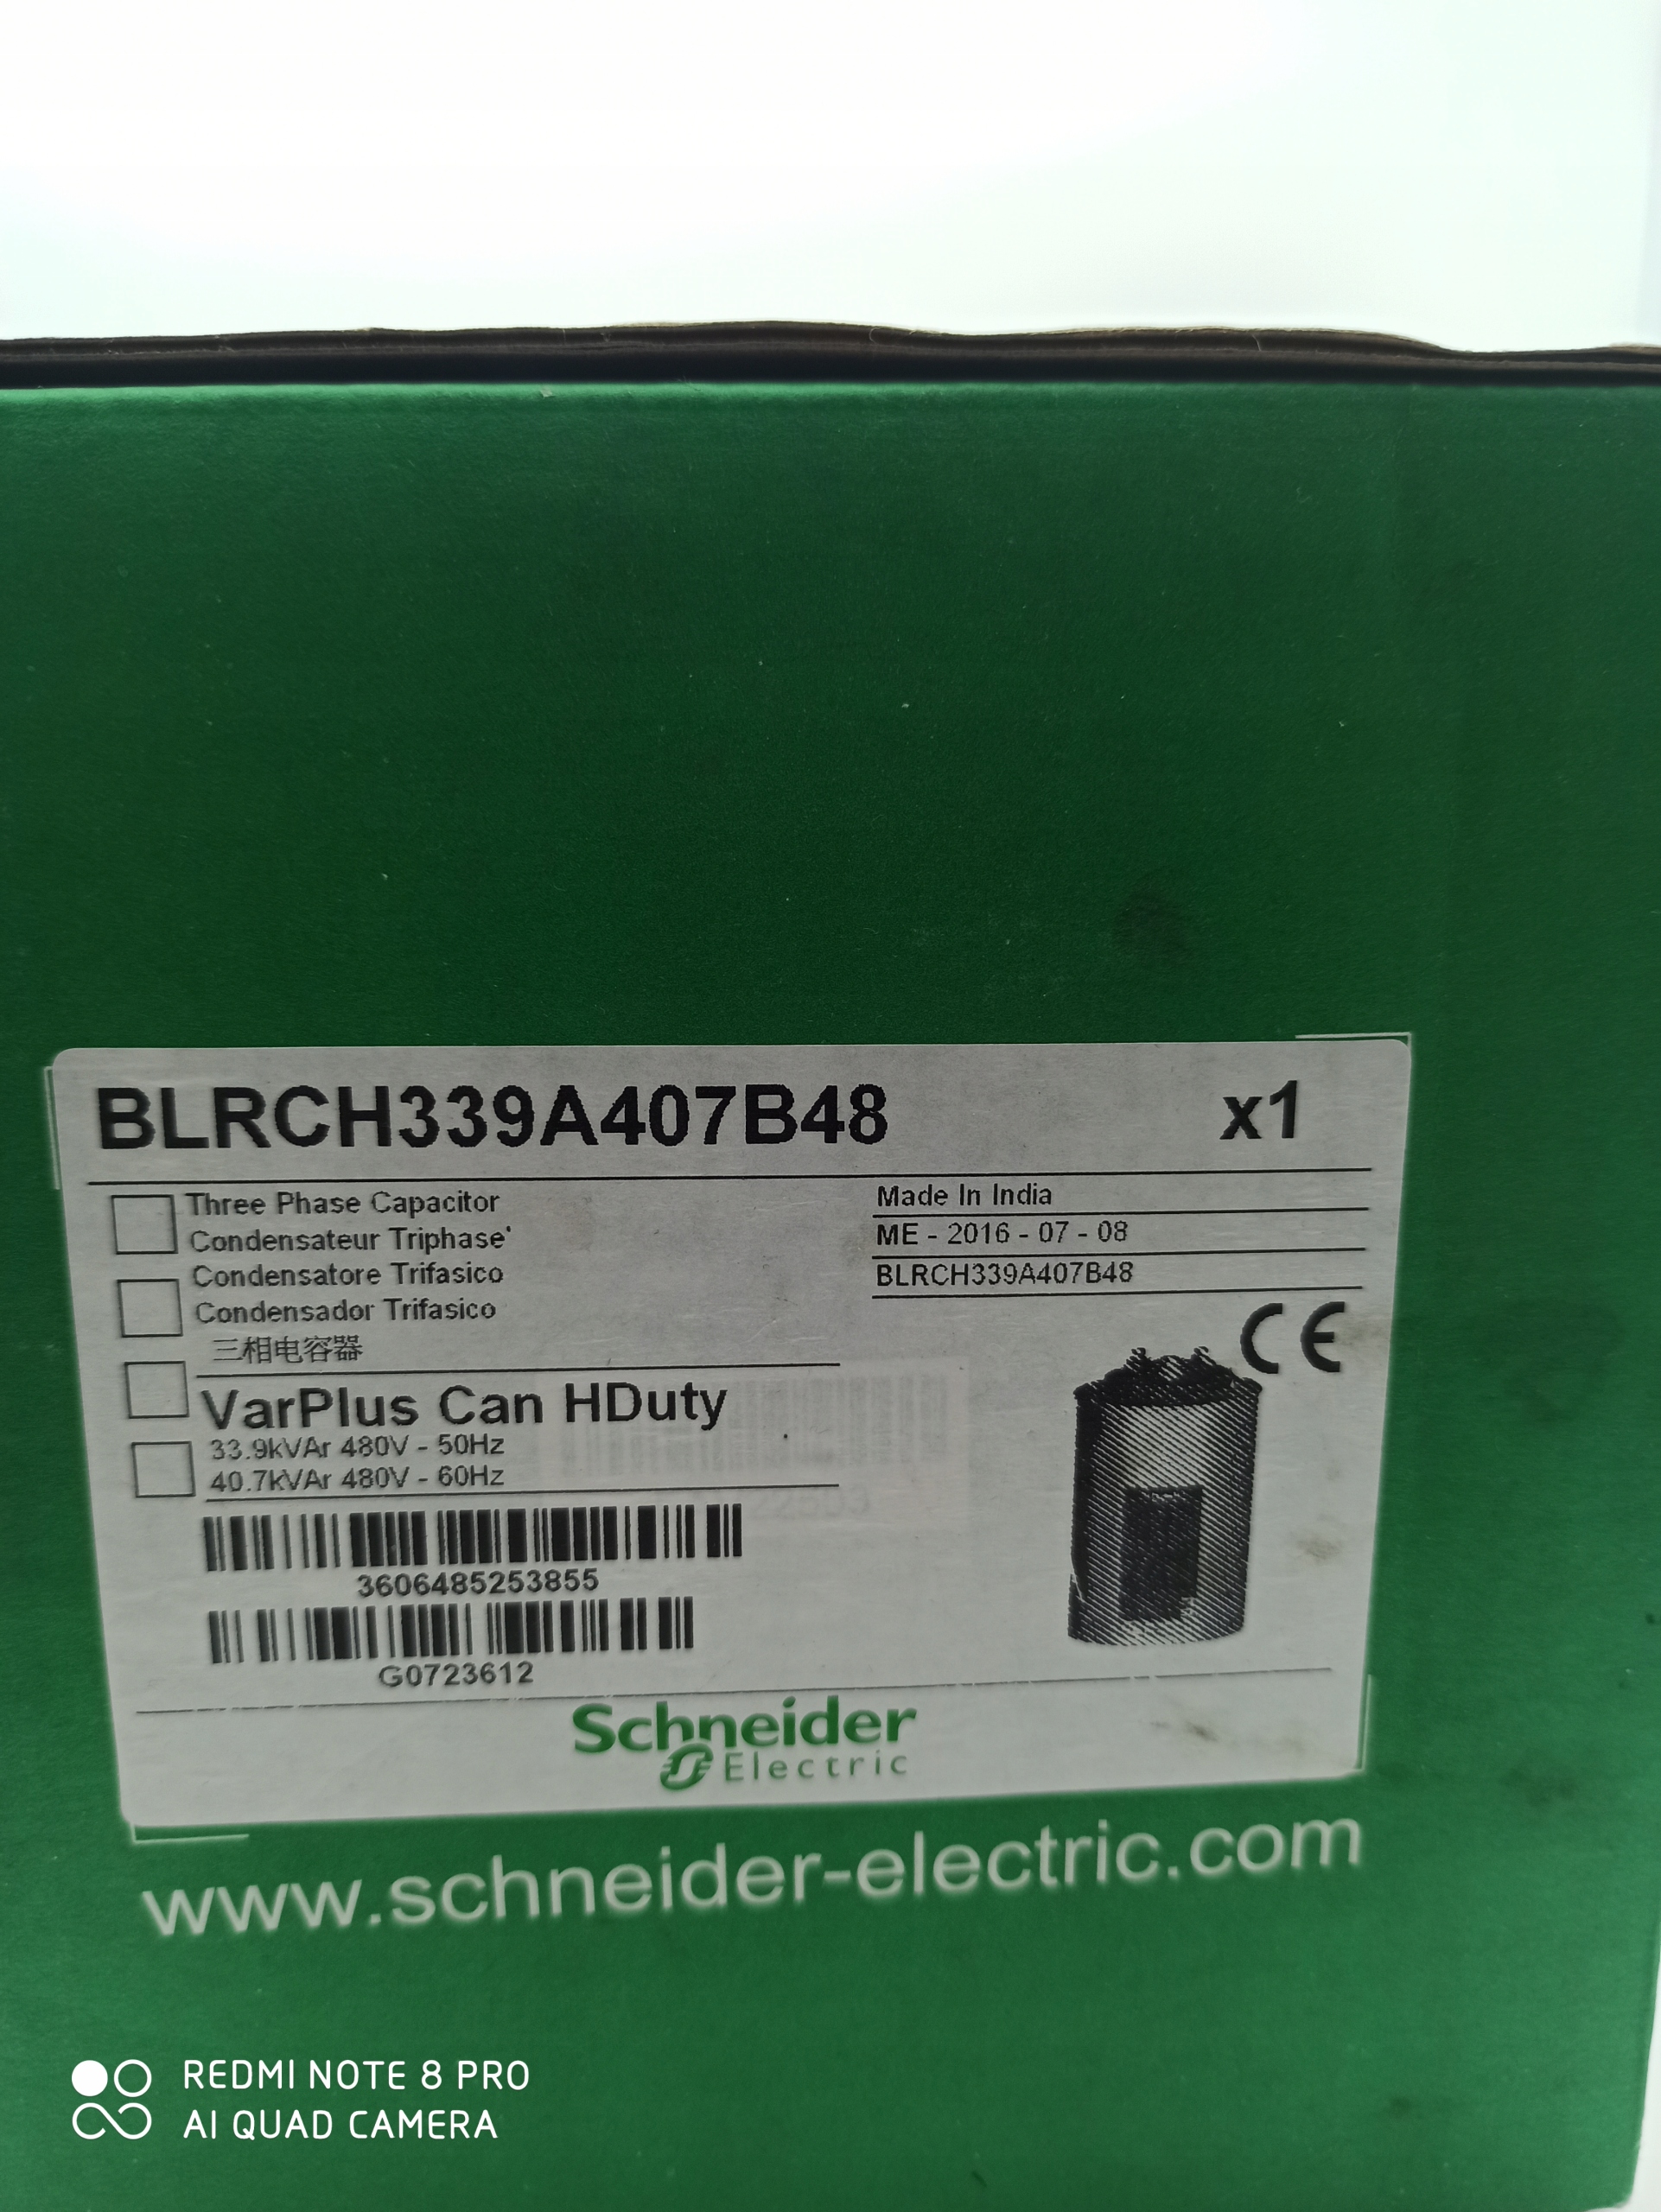 BLRCH339A407B48 x1
Three Phase Capacitor
Condensateur Triphase'
Condensatore Trifasico
Condensador Trifasico
三相电容器
Made In India
ME - 2016 - 07 - 08
BLRCH339A407B48
CE
VarPlus Can HDuty
33.9kVAr 480V - 50Hz
40.7kVAr 480V - 60Hz
3606485253855
G0723612
Schneider
Electric
www.schneider-electric.com
REDMI NOTE 8 PRO
AI QUAD CAMERA